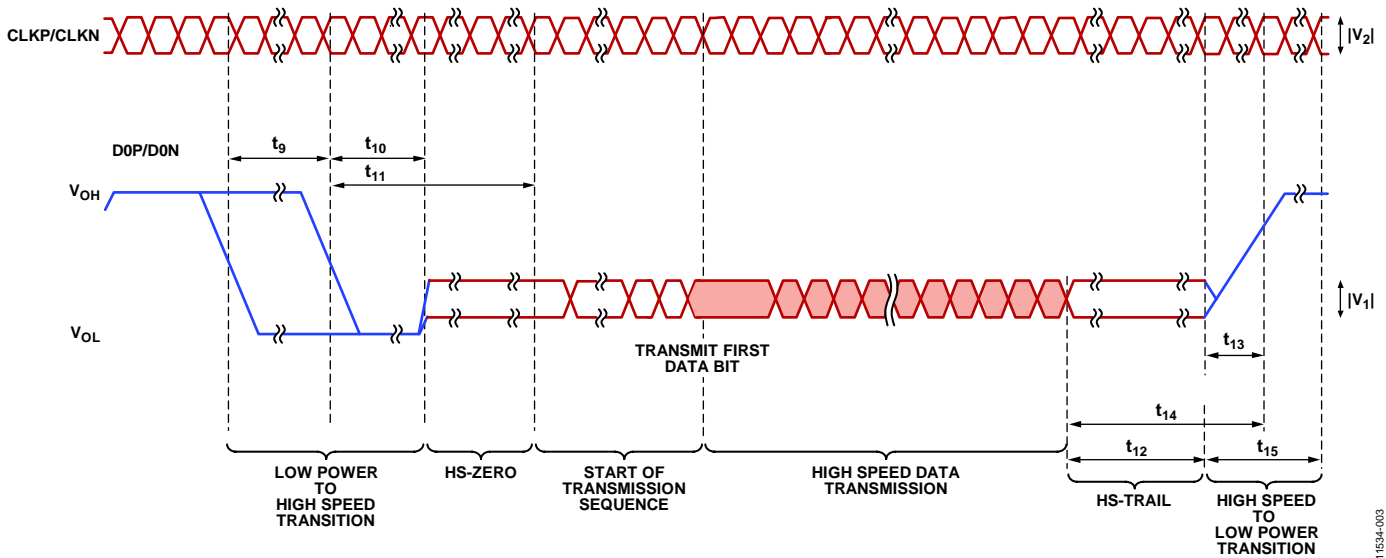 CLKP/CLKN
|V2|
D0P/D0N
t9
t10
t11
VOH
VOL
|V1|
TRANSMIT FIRST
DATA BIT
t13
t14
t12
t15
LOW POWER
TO
HIGH SPEED
TRANSITION
HS-ZERO
START OF
TRANSMISSION
SEQUENCE
HIGH SPEED DATA
TRANSMISSION
HS-TRAIL
HIGH SPEED
TO
LOW POWER
TRANSITION
11534-003